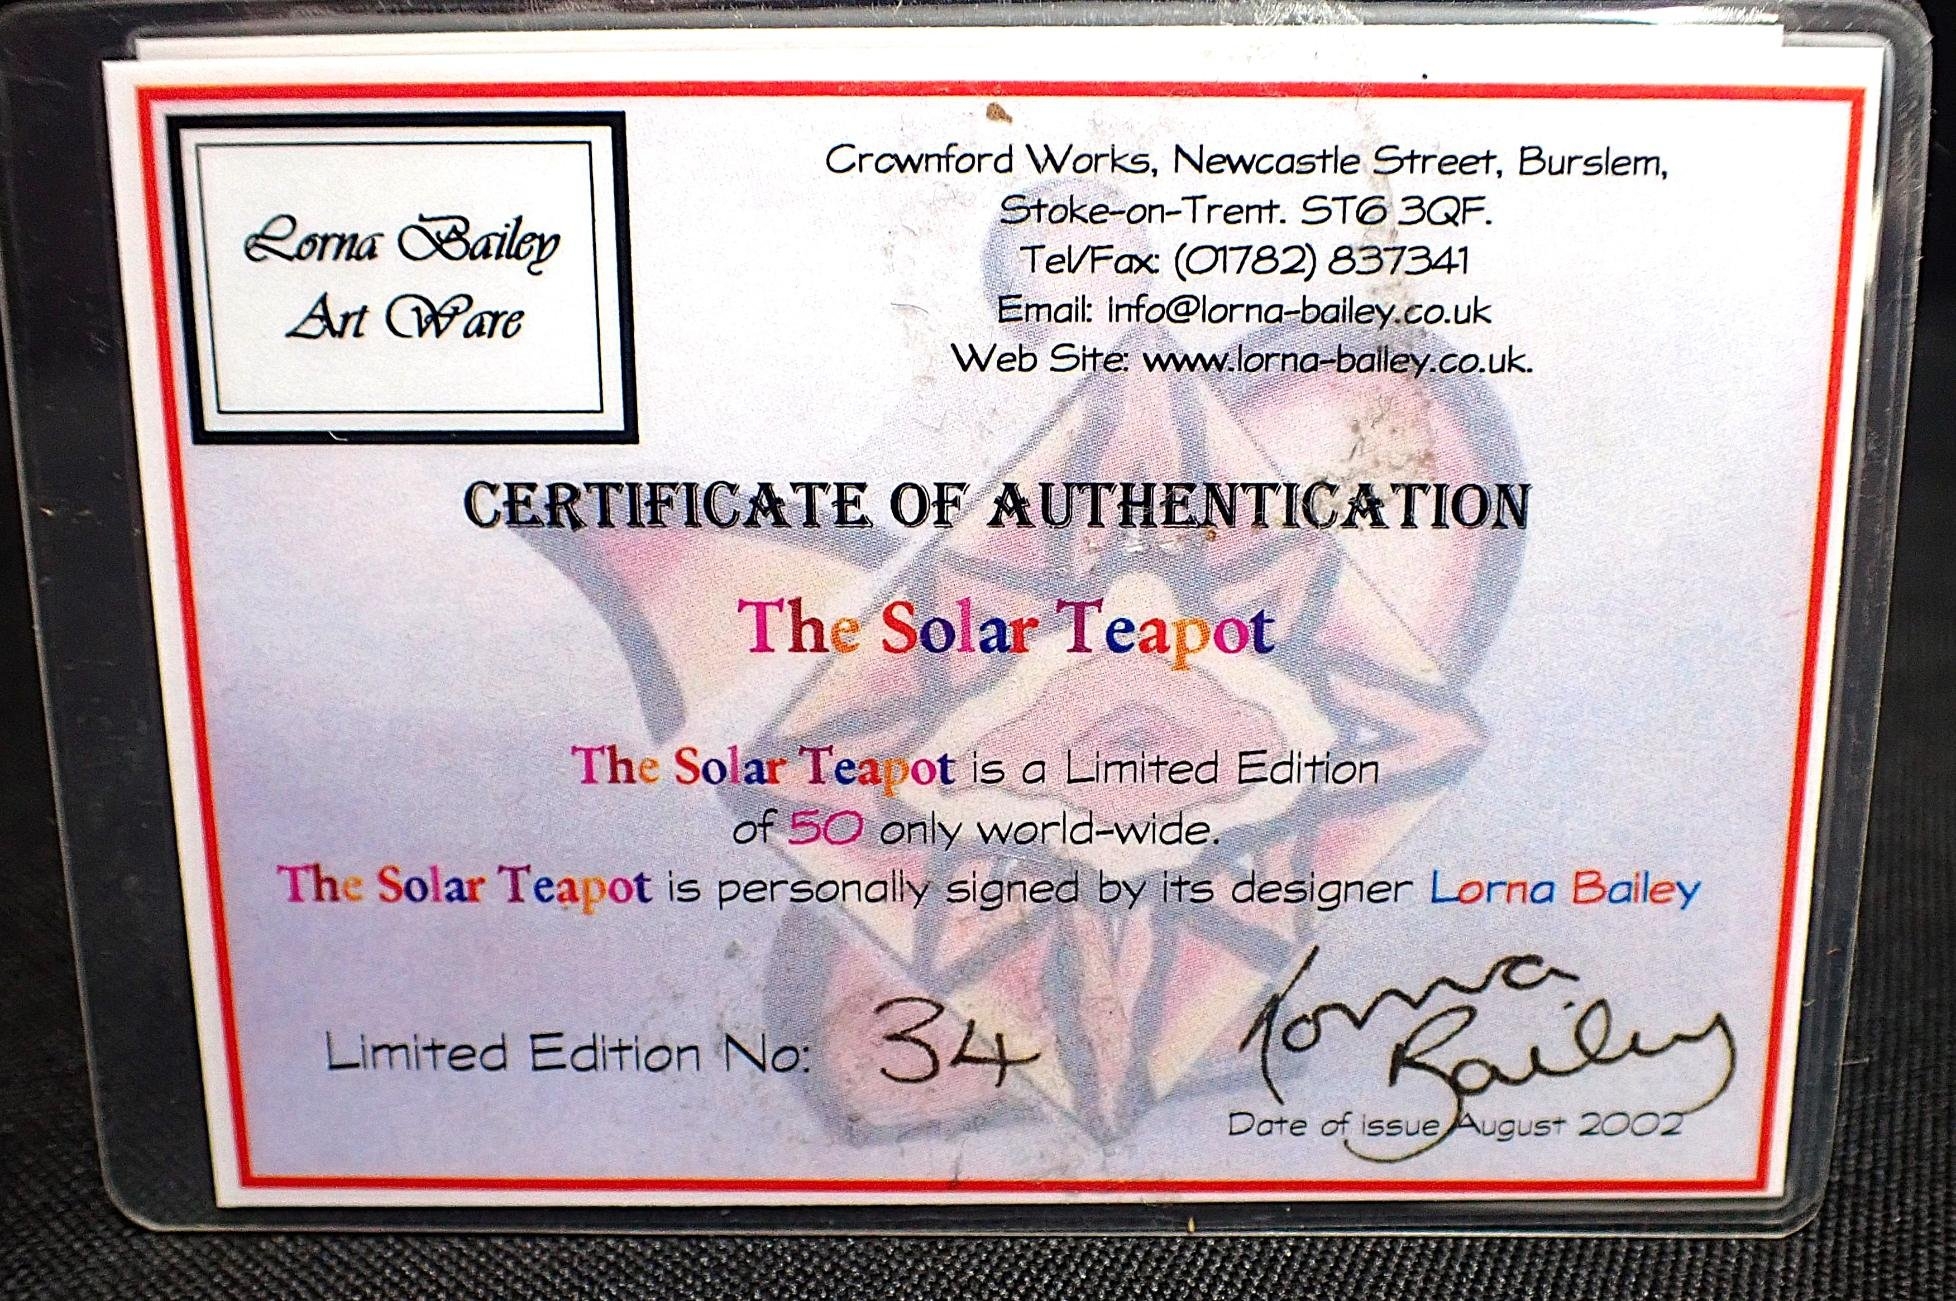 Lorna Bailey
Art Ware
Crownford Works, Newcastle Street, Burslem,
Stoke-on-Trent. ST6 3QF.
Tel/Fax: (01782) 837341
Email: info@lorna-bailey.co.uk
Web Site: www.lorna-bailey.co.uk.
CERTIFICATE OF AUTHENTICATION
The Solar Teapot
The Solar Teapot is a Limited Edition
of 50 only world-wide.
The Solar Teapot is personally signed by its designer Lorna Bailey
Limited Edition No: 34
Lorna
Bailey
Date of issue August 2002